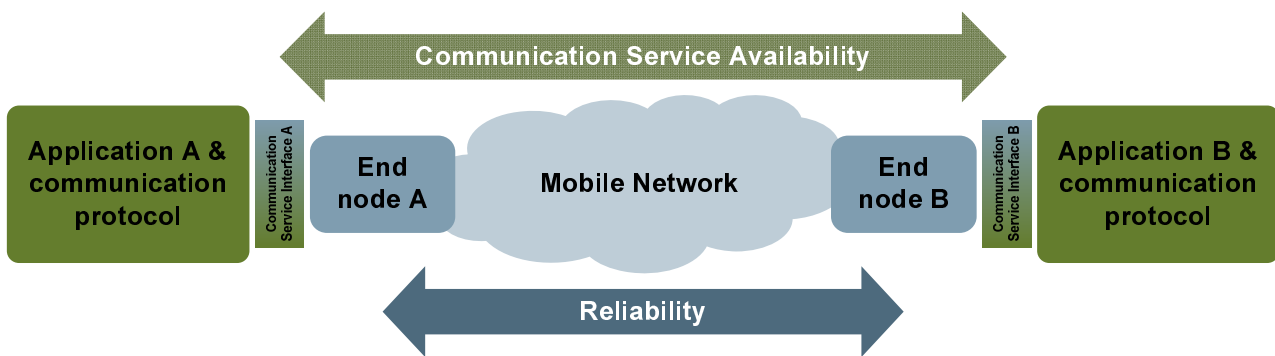 Communication Service Availability
Application A &
communication
protocol
Communication
Service Interface A
End
node A
Mobile Network
End
node B
Communication
Service Interface B
Application B &
communication
protocol
Reliability